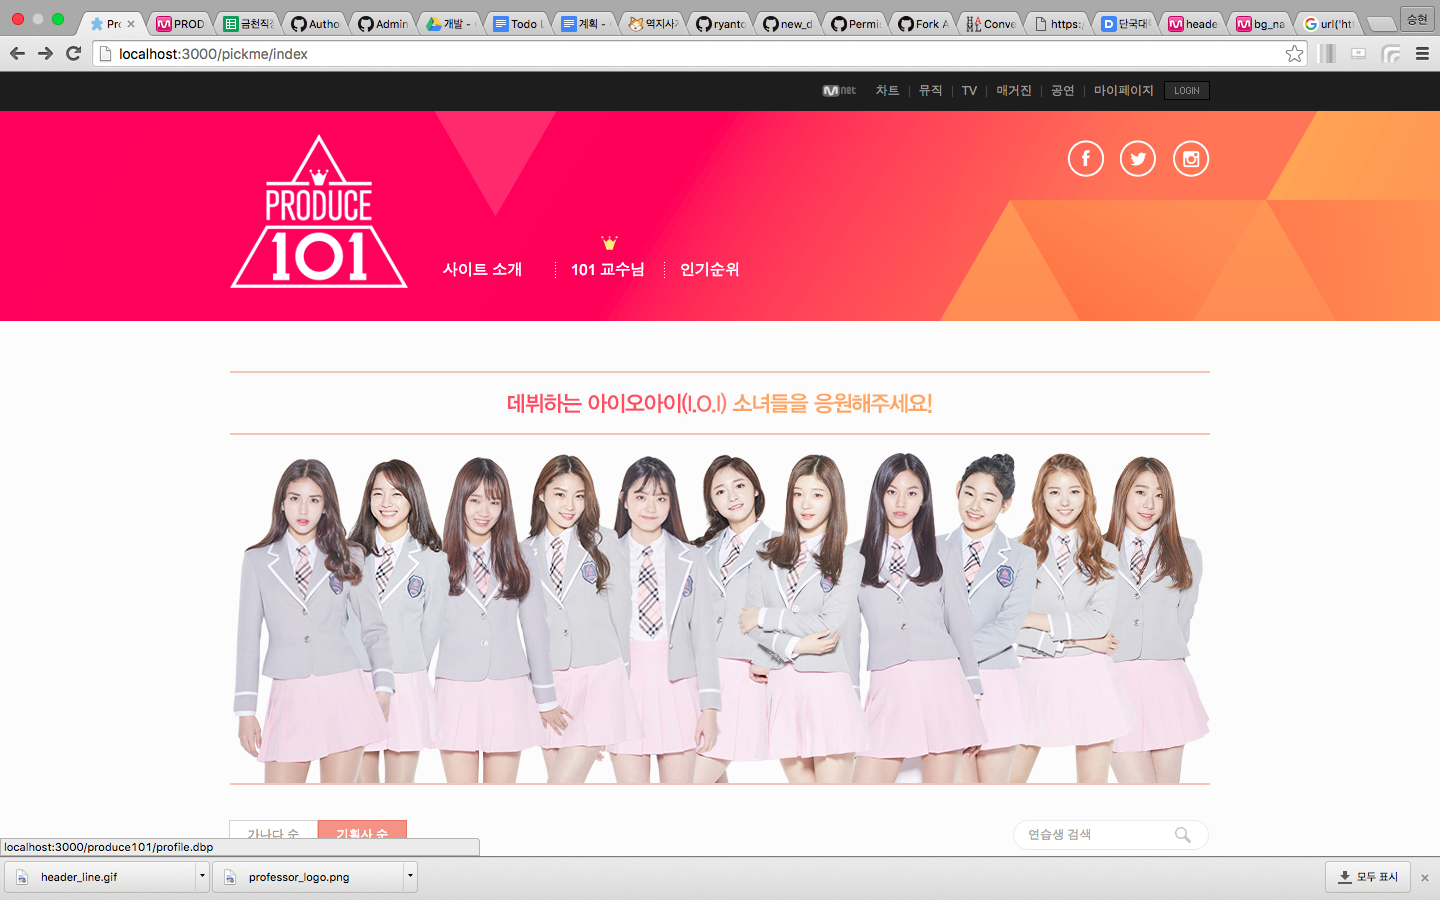 Pro
PROD
금천직장
Autho
Admin
개발 -
Todo L
계획 -
역지사지
ryanto
new_d
Permis
Fork A
Conve
https:/
단국대
heade
bg_na
url('ht
승현
localhost:3000/pickme/index
Mnet
차트
뮤직
TV
매거진
공연
마이페이지
LOGIN
PRODUCE
101
사이트 소개
101 교수님
인기순위
데뷔하는 아이오아이(I.O.I) 소녀들을 응원해주세요!
가나다 순
기획사 순
연습생 검색
localhost:3000/produce101/profile.dbp
header_line.gif
professor_logo.png
모두 표시